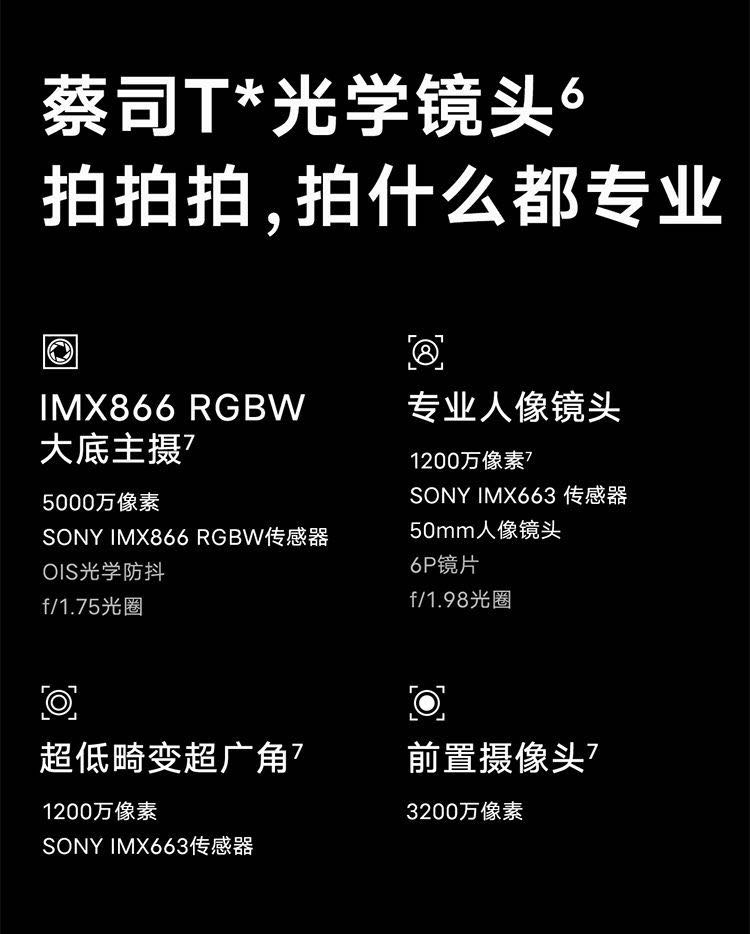 蔡司T*光学镜头6
拍拍拍,拍什么都专业
IMX866 RGBW
大底主摄7
5000万像素
SONY IMX866 RGBW传感器
OIS光学防抖
f/1.75光圈
专业人像镜头
1200万像素7
SONY IMX663 传感器
50mm人像镜头
6P镜片
f/1.98光圈
超低畸变超广角7
1200万像素
SONY IMX663传感器
前置摄像头7
3200万像素